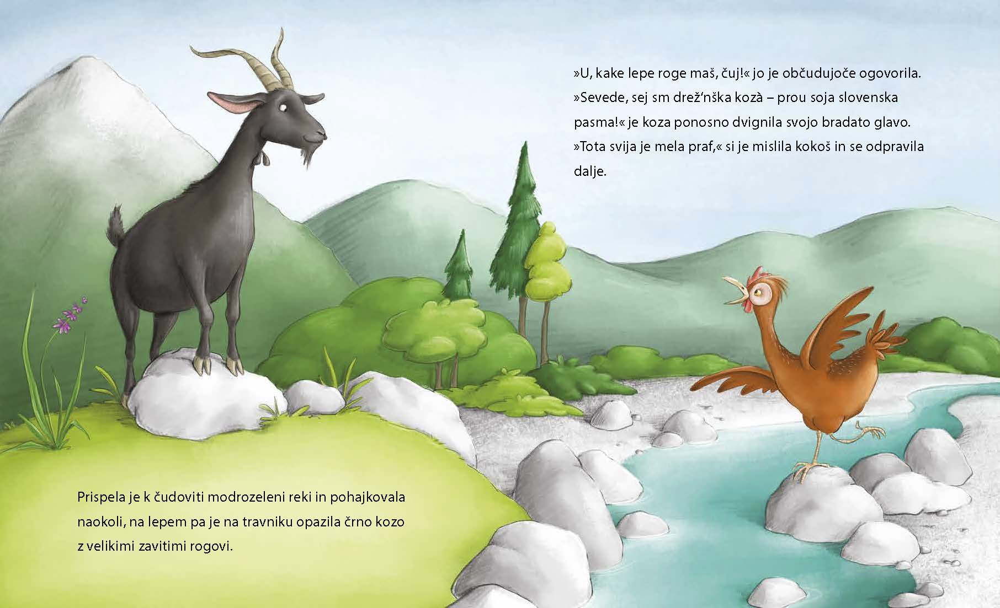 Prispela je k čudoviti modrozeleni reki in pohajkovala
naokoli, na lepem pa je na travniku opazila črno kozo
z velikimi zavitimi rogovi.
»U, kake lepe roge maš, čuj!« jo je občudujoče ogovorila.
»Sevede, sej sm drež’nška kozà – prou soja slovenska
pasma!« je koza ponosno dvignila svojo bradato glavo.
»Tota svija je mela praf,« si je mislila kokoš in se odpravila
dalje.